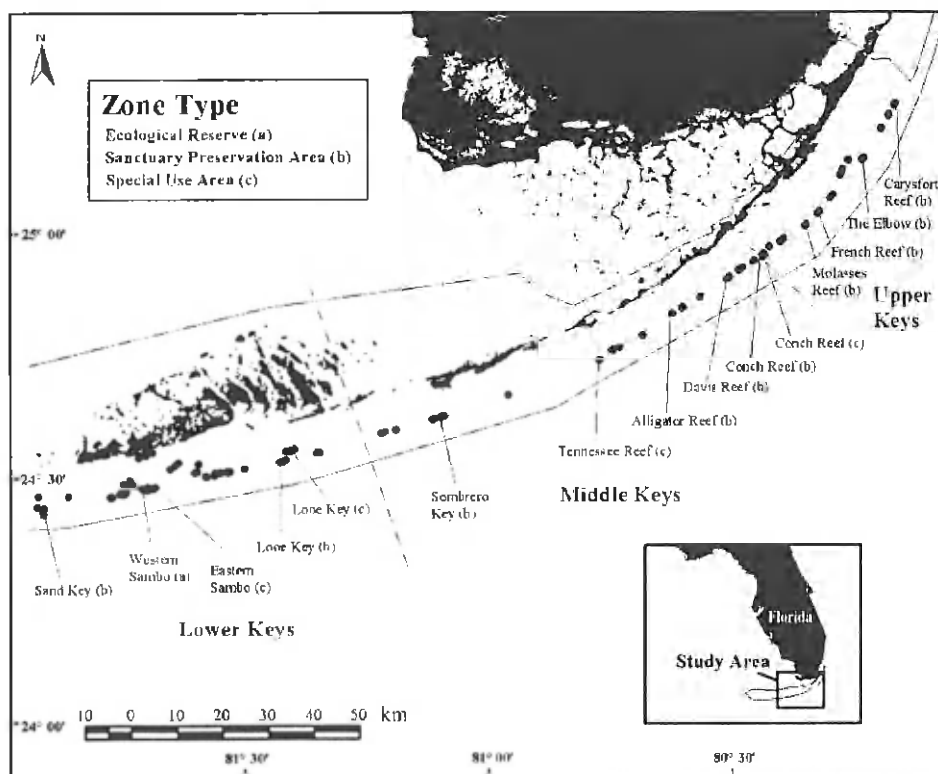 N
Zone Type
Ecological Reserve (a)
Sanctuary Preservation Area (b)
Special Use Area (c)
25° 00'
24° 30'
24° 00'
Carysfort
Reef (b)
The Elbow (b)
French Reef (b)
Molasses
Reef (b)
Upper
Keys
Conch Reef (c)
Conch Reef (b)
Davis Reef (b)
Alligator Reef (b)
Tennessee Reef (c)
Middle Keys
Sombrero
Key (b)
Looe Key (c)
Looe Key (b)
Eastern
Sambo (c)
Western
Sambo (a)
Sand Key (b)
Lower Keys
Florida
Study Area
10 0 10 20 30 40 50 km
81° 30'
81° 00'
80° 30'